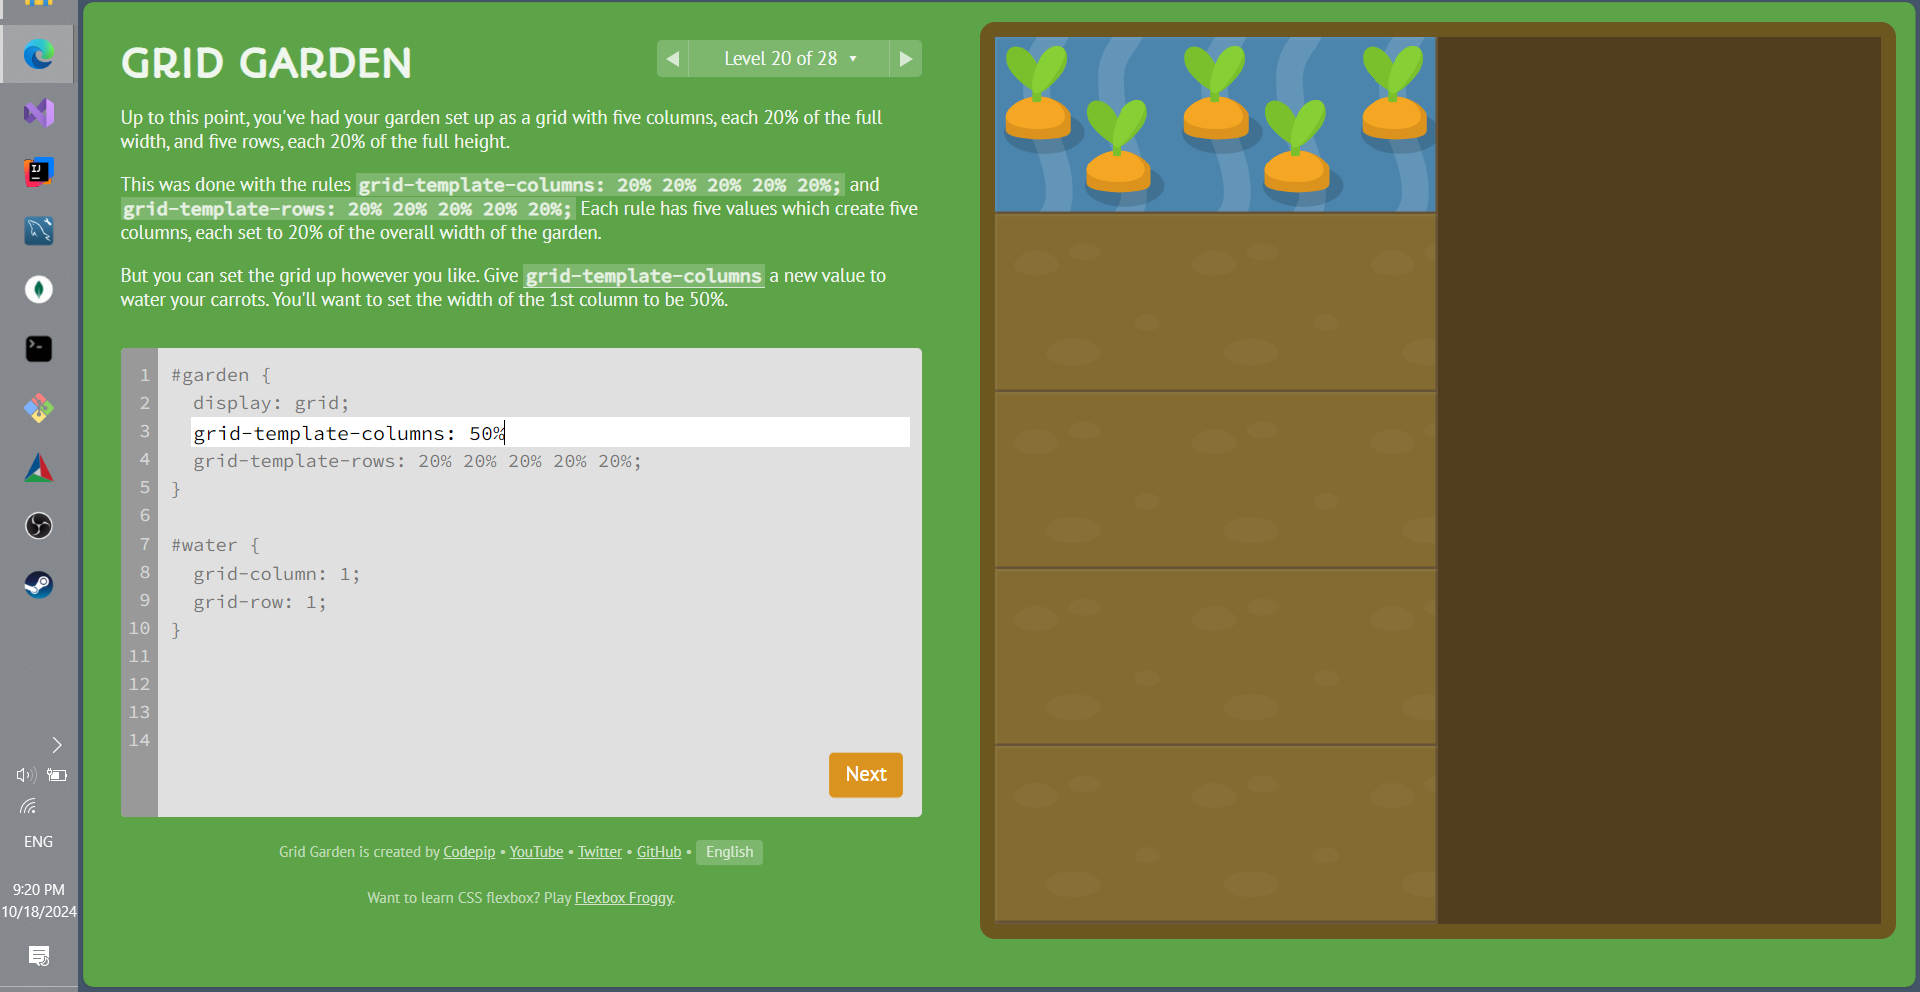 GRID GARDEN
Level 20 of 28
Up to this point, you've had your garden set up as a grid with five columns, each 20% of the full
width, and five rows, each 20% of the full height.
This was done with the rules grid-template-columns: 20% 20% 20% 20% 20%; and
grid-template-rows: 20% 20% 20% 20% 20%; Each rule has five values which create five
columns, each set to 20% of the overall width of the garden.
But you can set the grid up however you like. Give grid-template-columns a new value to
water your carrots. You'll want to set the width of the 1st column to be 50%.
1 #garden {
2 display: grid;
3 grid-template-columns: 50%
4 grid-template-rows: 20% 20% 20% 20% 20%;
5 }
6
7 #water {
8 grid-column: 1;
9 grid-row: 1;
10 }
11
12
13
14
Next
Grid Garden is created by Codepip • YouTube • Twitter • GitHub • English
Want to learn CSS flexbox? Play Flexbox Froggy.
IJ
ENG
9:20 PM
10/18/2024